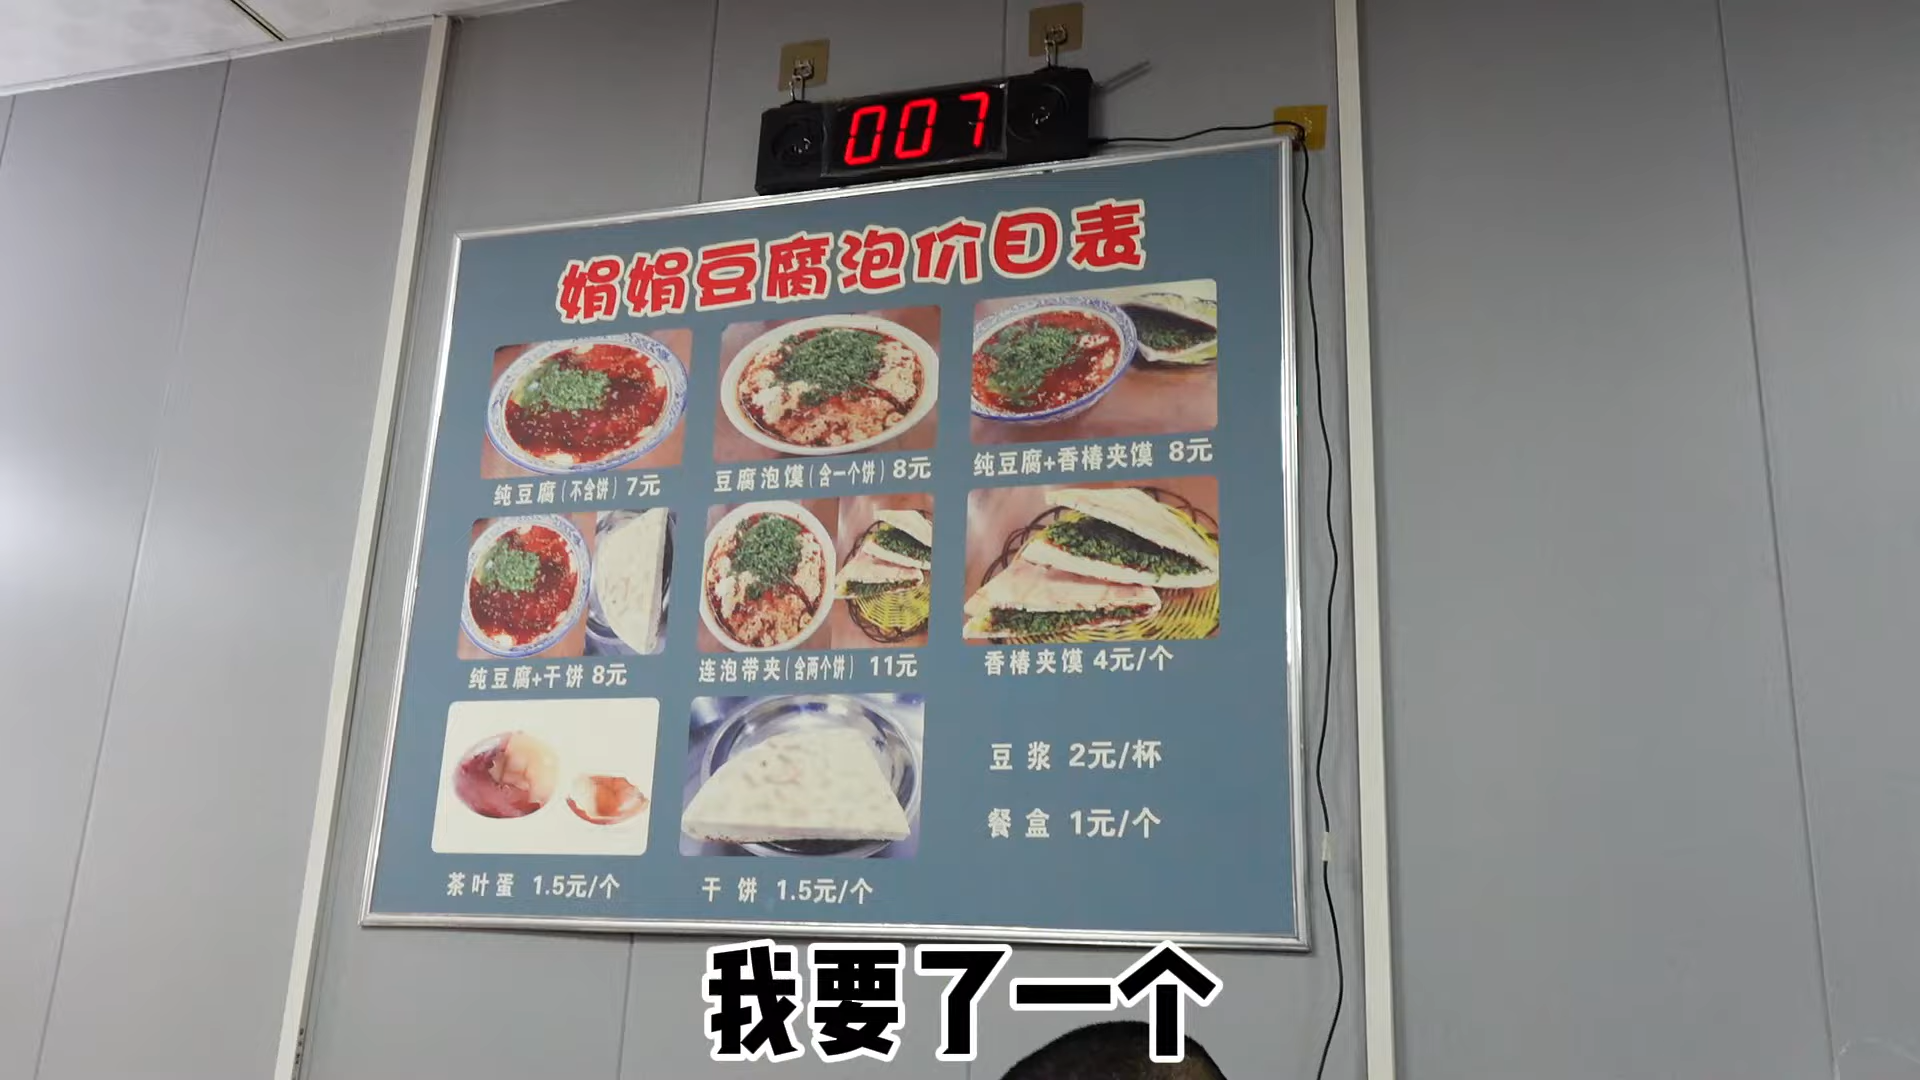 007
娟娟豆腐泡价目表
纯豆腐(不含饼) 7元
豆腐泡馍(含一个饼) 8元
纯豆腐+香椿夹馍 8元
纯豆腐+干饼 8元
连泡带夹(含两个饼) 11元
香椿夹馍 4元/个
豆浆 2元/杯
餐盒 1元/个
茶叶蛋 1.5元/个
干饼 1.5元/个
我要了一个